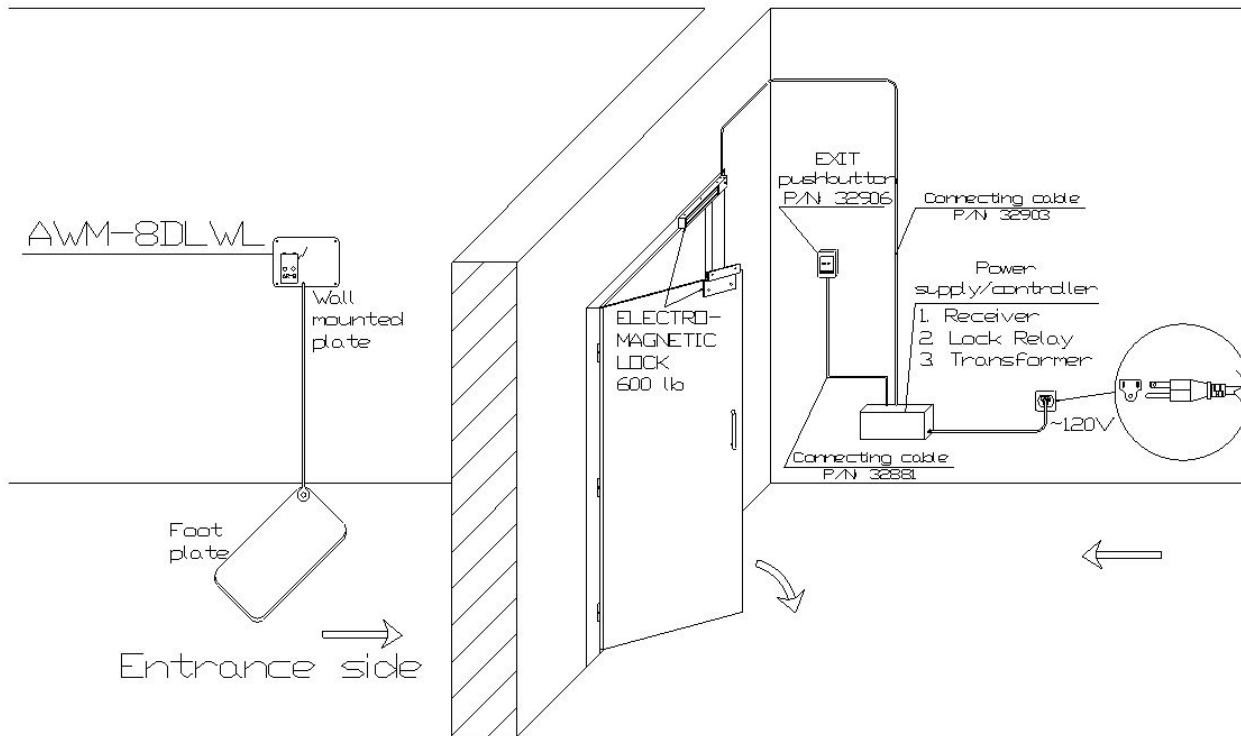 AWM-8DLWL
Wall
mounted
plate
Foot
plate
Entrance side
ELECTRO-
MAGNETIC
LOCK
600 lb
EXIT
pushbutton
P/N 32906
Connecting cable
P/N 32903
Power
supply/controller
1. Receiver
2. Lock Relay
3. Transformer
~120V
Connecting cable
P/N 32881